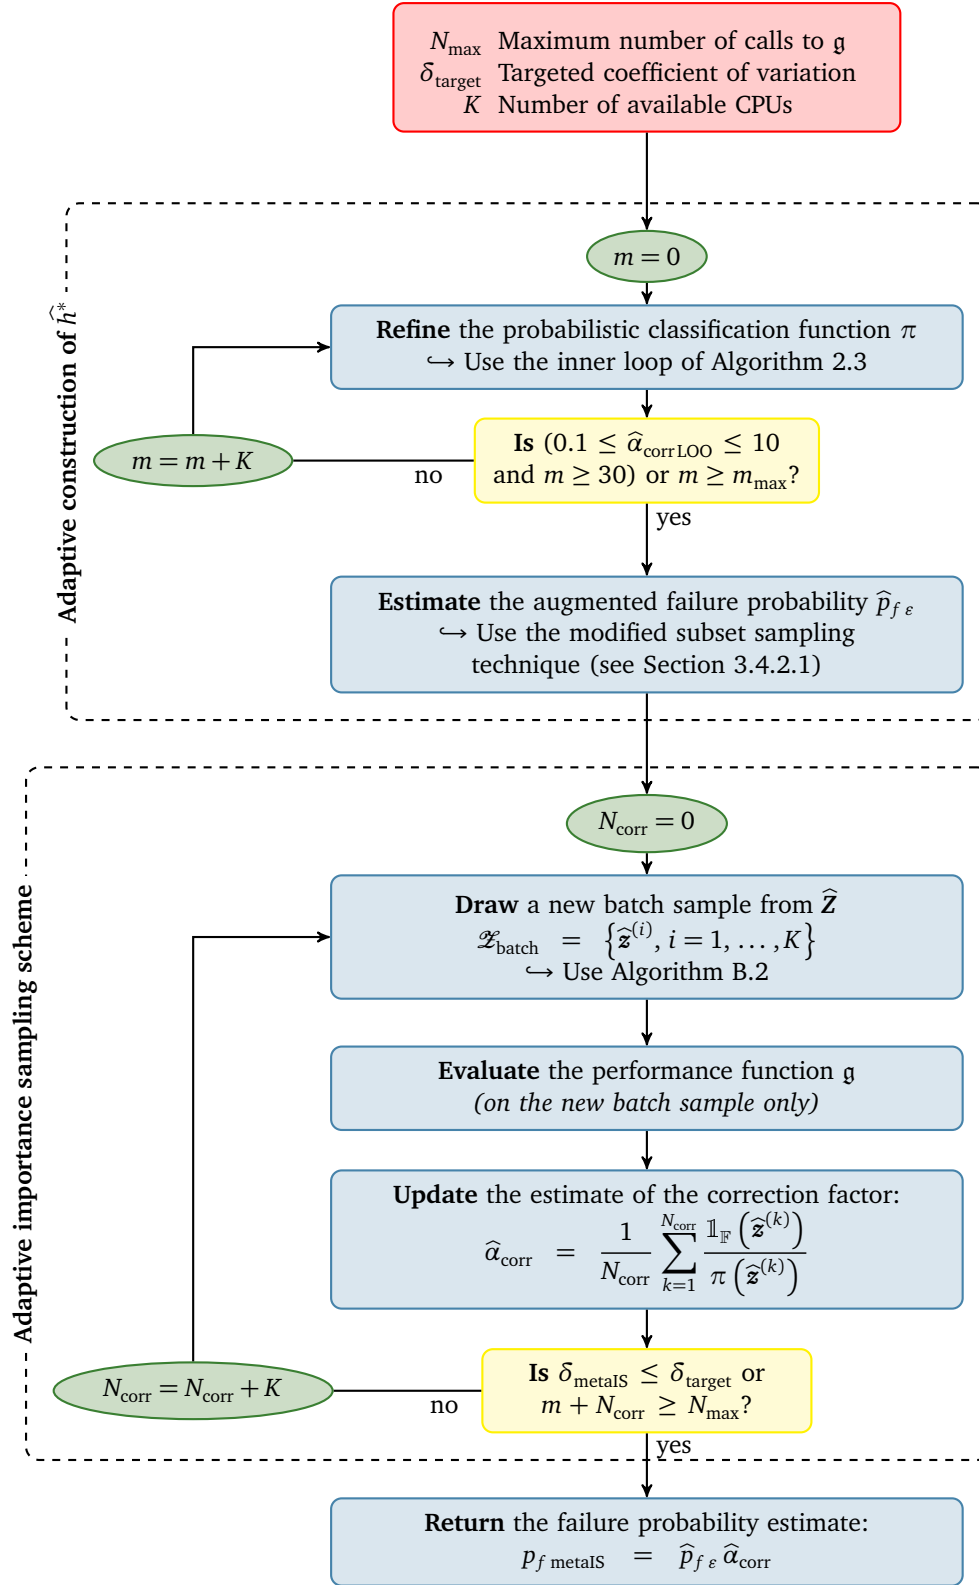 N_max Maximum number of calls to 𝔤
δ_target Targeted coefficient of variation
K Number of available CPUs
Adaptive construction of ĥ*
m = 0
Refine the probabilistic classification function π
↪ Use the inner loop of Algorithm 2.3
Is (0.1 ≤ α̂_corr LOO ≤ 10
and m ≥ 30) or m ≥ m_max?
no
m = m + K
yes
Estimate the augmented failure probability p̂_f ε
↪ Use the modified subset sampling
technique (see Section 3.4.2.1)
Adaptive importance sampling scheme
N_corr = 0
Draw a new batch sample from Ẑ
𝒵_batch = {ẑ^(i), i = 1, …, K}
↪ Use Algorithm B.2
Evaluate the performance function 𝔤
(on the new batch sample only)
Update the estimate of the correction factor:
α̂_corr = 1/N_corr ∑_{k=1}^{N_corr} 𝟙_𝔽(ẑ^(k)) / π(ẑ^(k))
Is δ_metaIS ≤ δ_target or
m + N_corr ≥ N_max?
no
N_corr = N_corr + K
yes
Return the failure probability estimate:
p_f metaIS = p̂_f ε α̂_corr